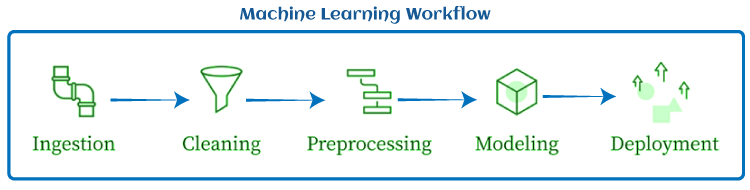 Machine Learning Workflow
Ingestion
Cleaning
Preprocessing
Modeling
Deployment